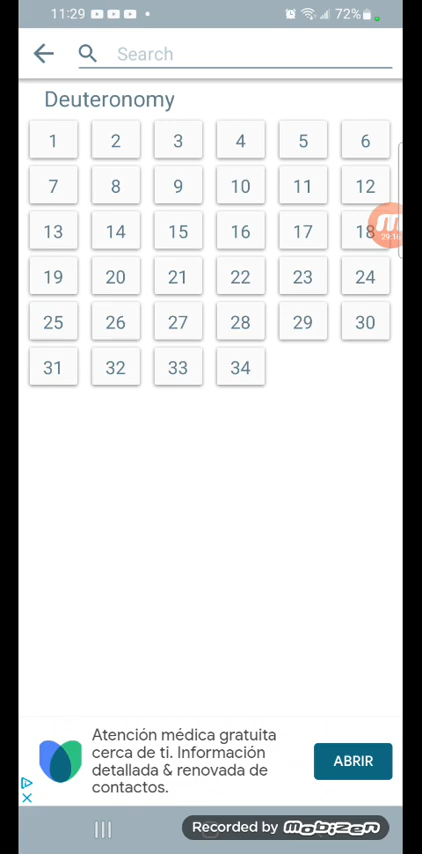 11:29 72%
Search
Deuteronomy
1 2 3 4 5 6
7 8 9 10 11 12
13 14 15 16 17 18
29:16
19 20 21 22 23 24
25 26 27 28 29 30
31 32 33 34
Atención médica gratuita
cerca de ti. Información
detallada & renovada de
contactos.
ABRIR
Recorded by mobizen